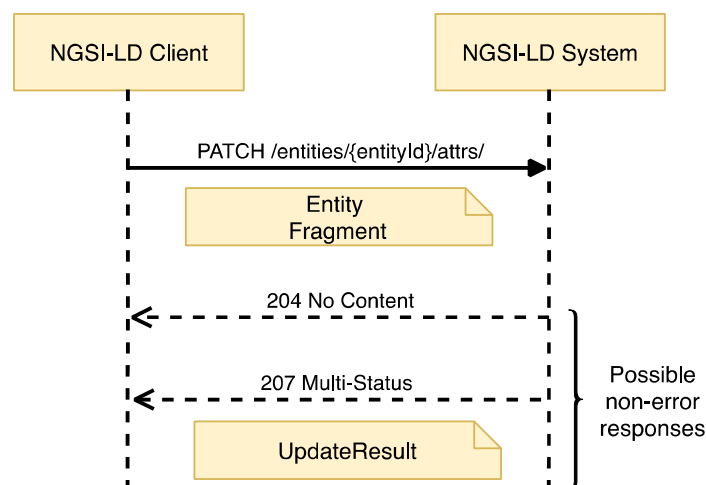 NGSI-LD Client
NGSI-LD System
PATCH /entities/{entityId}/attrs/
Entity
Fragment
204 No Content
207 Multi-Status
Possible
non-error
responses
UpdateResult